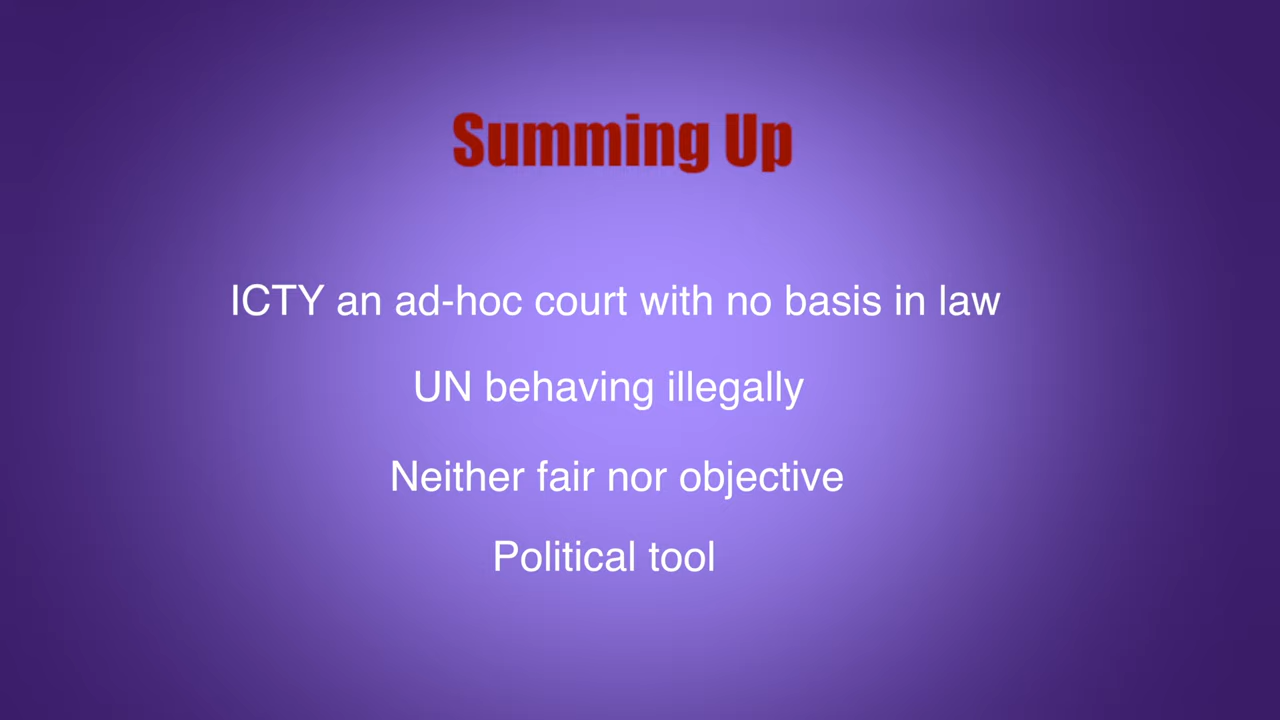 Summing Up
ICTY an ad-hoc court with no basis in law
UN behaving illegally
Neither fair nor objective
Political tool